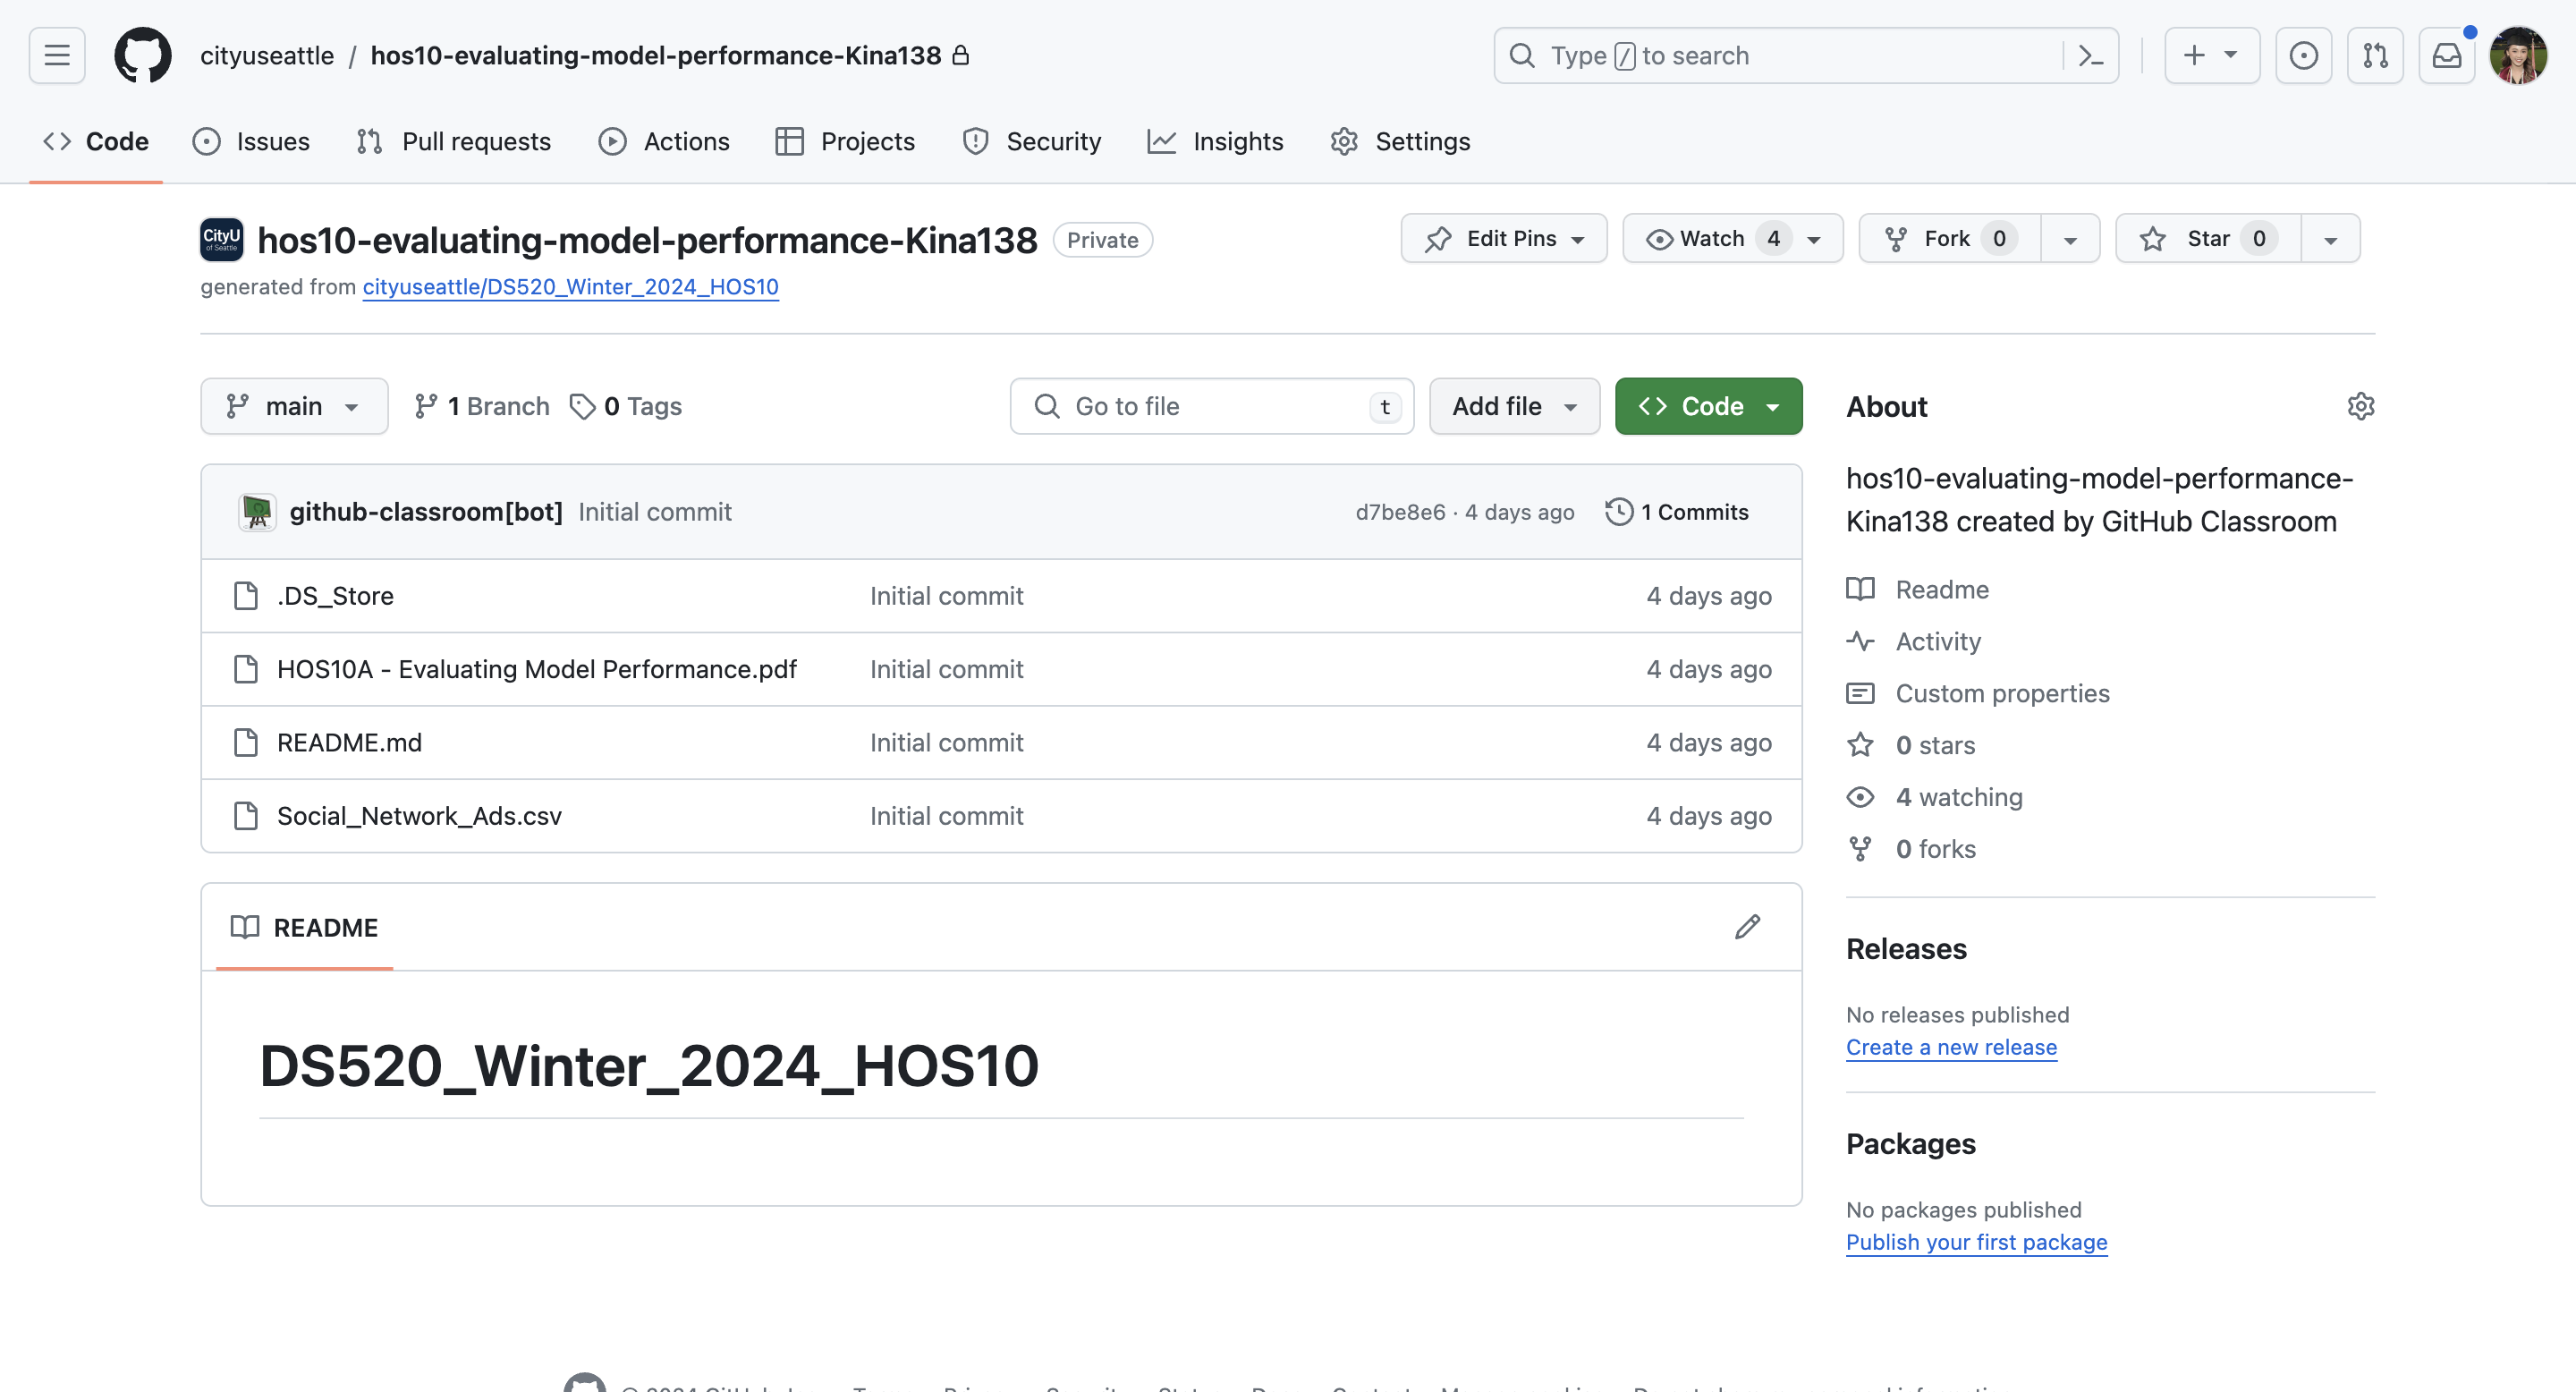 cityuseattle / hos10-evaluating-model-performance-Kina138
Type / to search
Code Issues Pull requests Actions Projects Security Insights Settings
CityU of Seattle
hos10-evaluating-model-performance-Kina138 Private
Edit Pins Watch 4 Fork 0 Star 0
generated from cityuseattle/DS520_Winter_2024_HOS10
main 1 Branch 0 Tags Go to file t Add file Code
github-classroom[bot] Initial commit d7be8e6 · 4 days ago 1 Commits
.DS_Store Initial commit 4 days ago
HOS10A - Evaluating Model Performance.pdf Initial commit 4 days ago
README.md Initial commit 4 days ago
Social_Network_Ads.csv Initial commit 4 days ago
README
DS520_Winter_2024_HOS10
About
hos10-evaluating-model-performance-
Kina138 created by GitHub Classroom
Readme
Activity
Custom properties
0 stars
4 watching
0 forks
Releases
No releases published
Create a new release
Packages
No packages published
Publish your first package